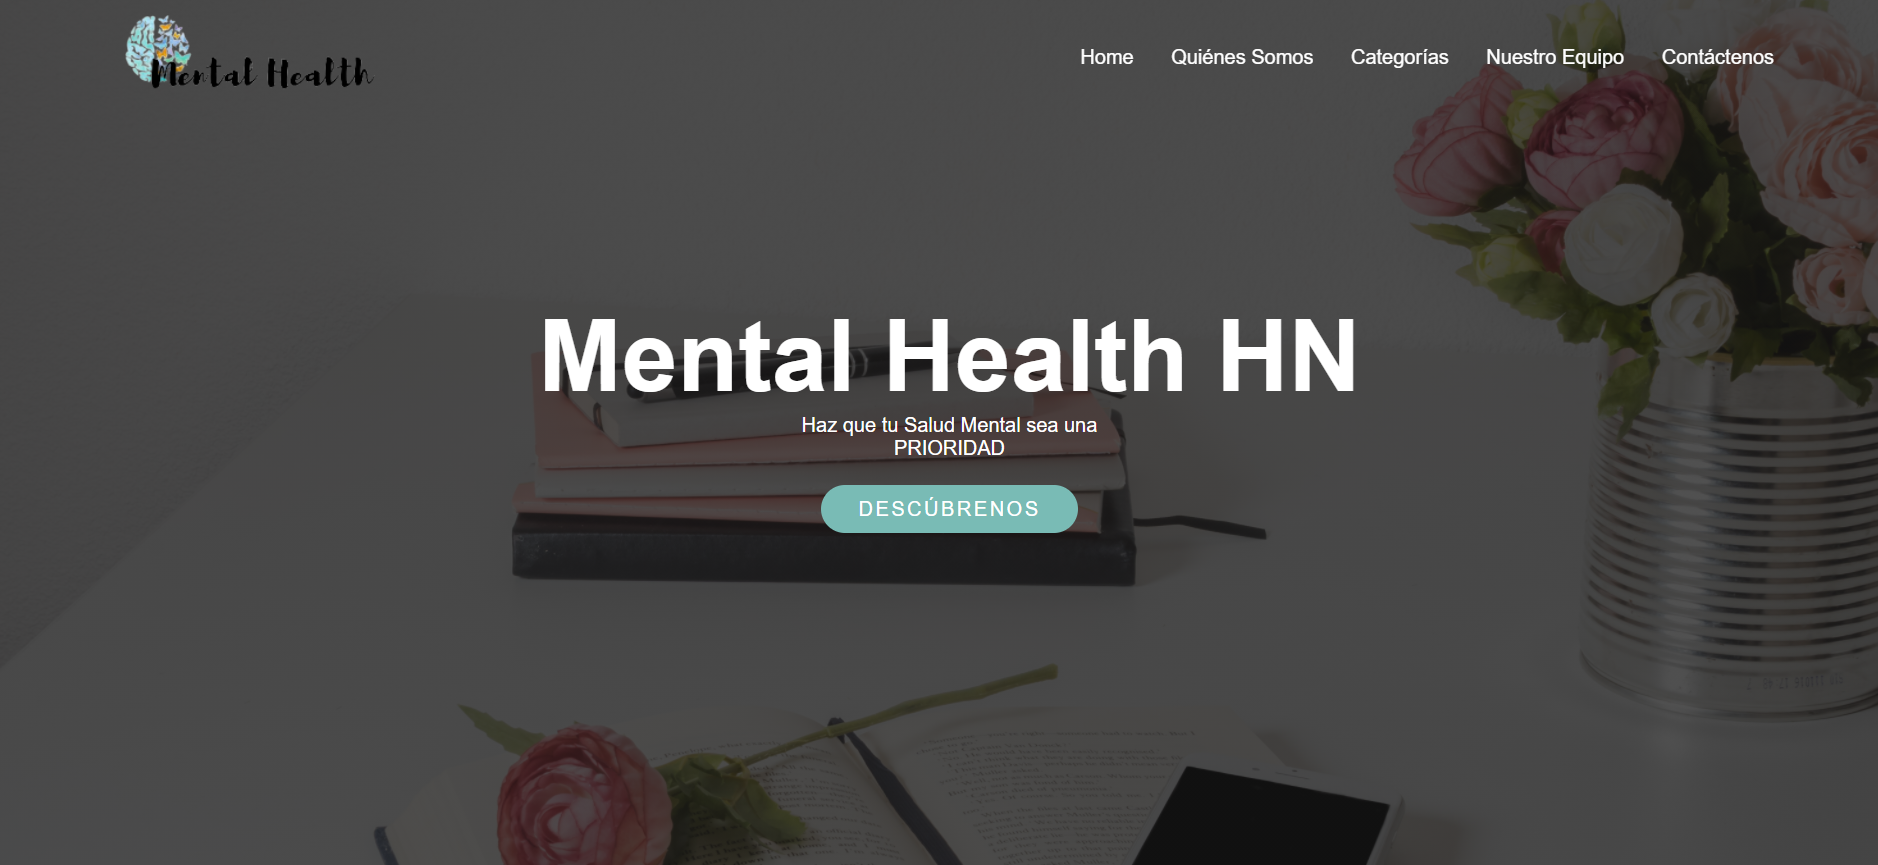 Mental Health
Home Quiénes Somos Categorías Nuestro Equipo Contáctenos
Mental Health HN
Haz que tu Salud Mental sea una
PRIORIDAD
DESCÚBRENOS